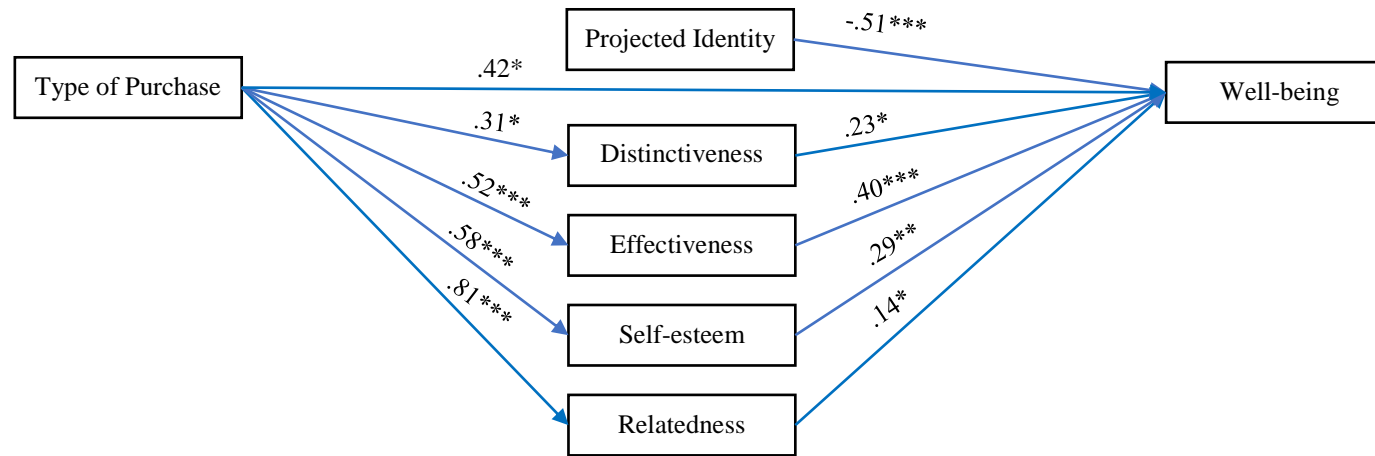 Projected Identity
-.51***
Type of Purchase
.42*
Well-being
.31*
Distinctiveness
.23*
.52***
Effectiveness
.40***
.58***
Self-esteem
.29**
.81***
Relatedness
.14*